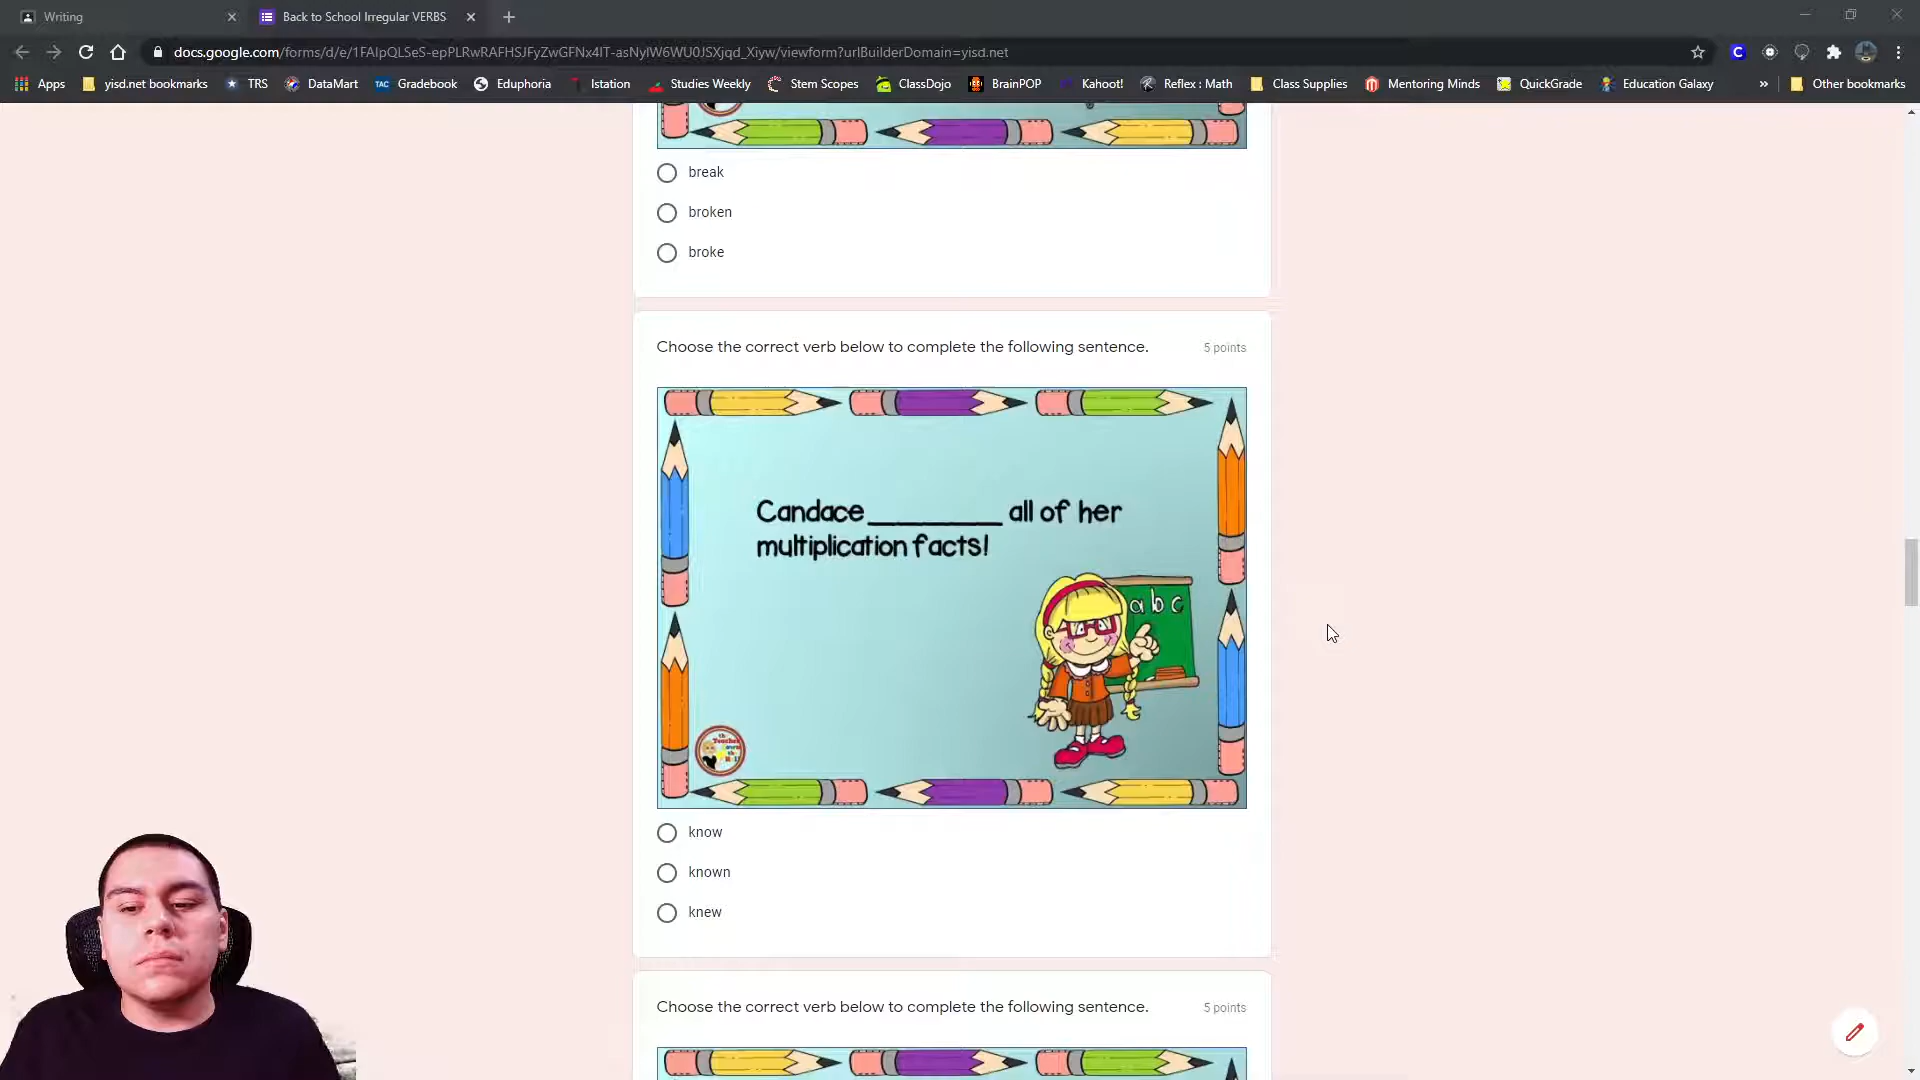 Writing
Back to School Irregular VERBS
docs.google.com/forms/d/e/1FAIpQLSeS-epPLRwRAFHSJFyZwGFNx4lT-asNylW6WU0JSXjqd_Xiyw/viewform?urlBuilderDomain=yisd.net
Apps yisd.net bookmarks TRS DataMart TAC Gradebook Eduphoria Istation Studies Weekly Stem Scopes ClassDojo BrainPOP Kahoot! Reflex : Math Class Supplies Mentoring Minds QuickGrade Education Galaxy » Other bookmarks
break
broken
broke
Choose the correct verb below to complete the following sentence. 5 points
Candace __________ all of her
multiplication facts!
a b c
know
known
knew
Choose the correct verb below to complete the following sentence. 5 points